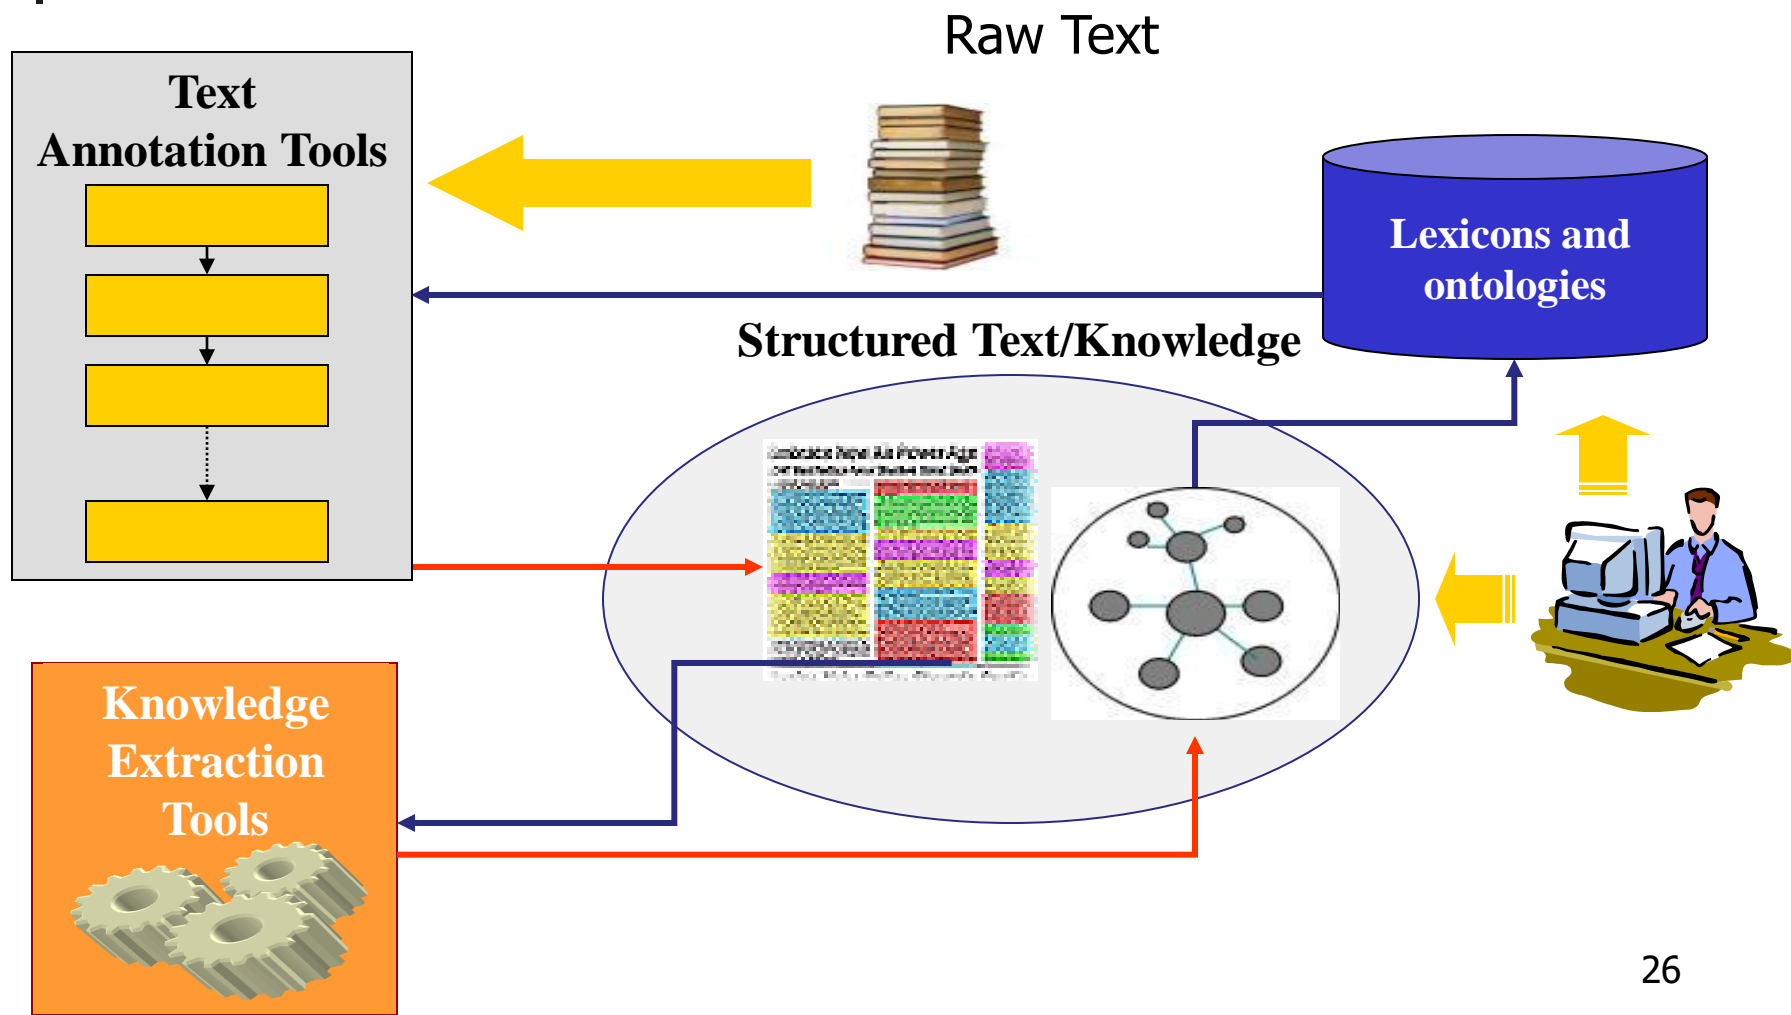 Raw Text
Text
Annotation Tools
Lexicons and
ontologies
Structured Text/Knowledge
Knowledge
Extraction
Tools
26